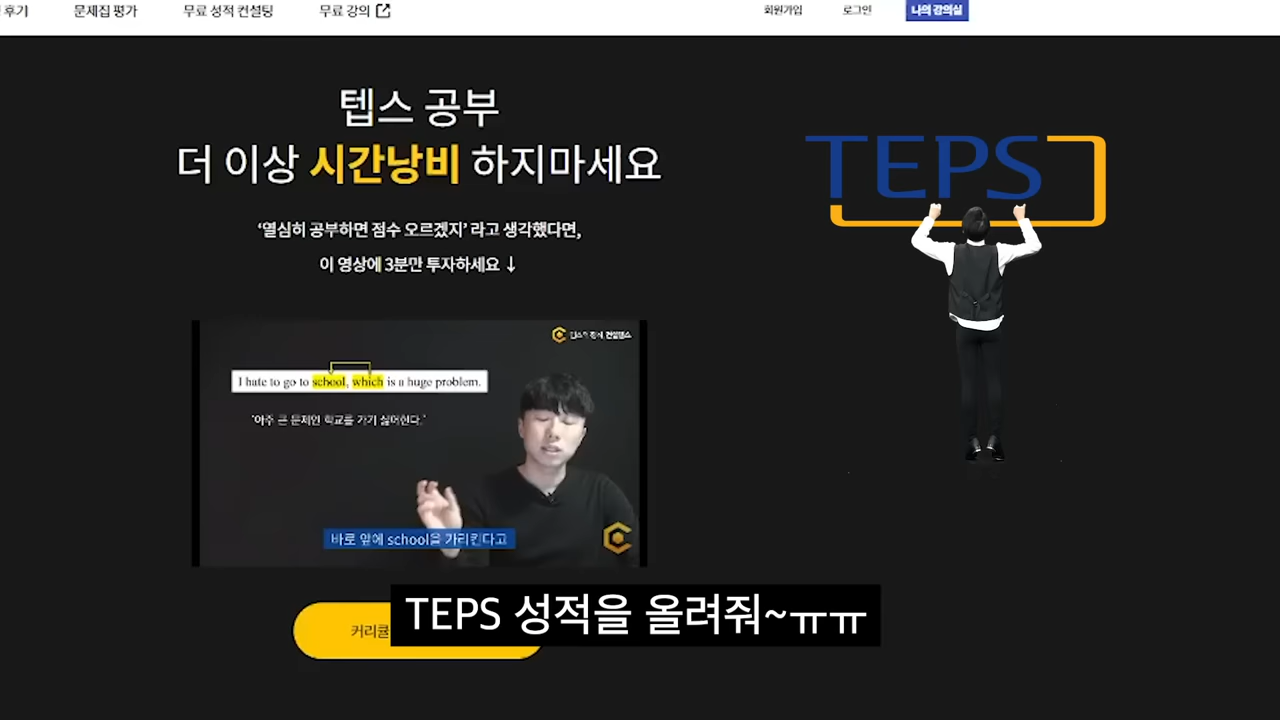 후기 문제집 평가 무료 성적 컨설팅 무료 강의 회원가입 로그인 나의 강의실
텝스 공부
더 이상 시간낭비 하지마세요
‘열심히 공부하면 점수 오르겠지’ 라고 생각했다면,
이 영상에 3분만 투자하세요 ↓
TEPS
I hate to go to school, which is a huge problem.
'아주 큰 문제인 학교를 가기 싫어한다.'
바로 앞에 school을 가리킨다고
커리큘
TEPS 성적을 올려줘~ㅠㅠ